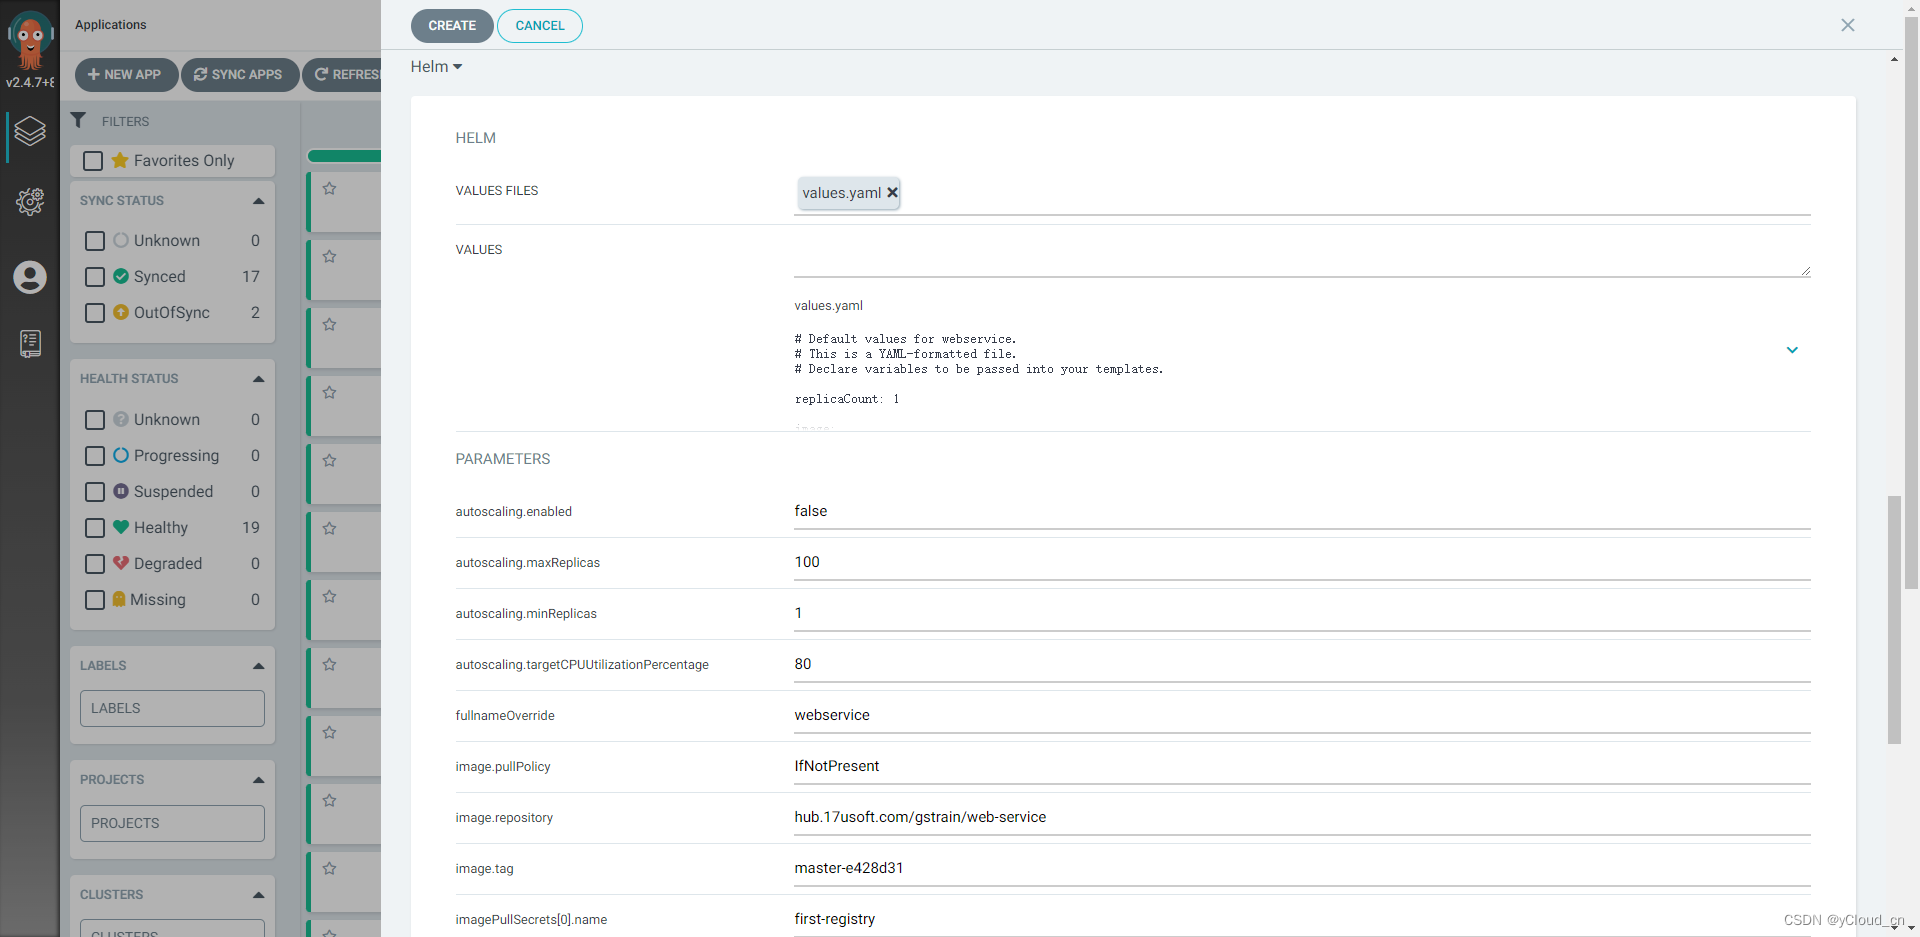 Applications
v2.4.7+8
NEW APP
SYNC APPS
REFRES
FILTERS
Favorites Only
SYNC STATUS
Unknown 0
Synced 17
OutOfSync 2
HEALTH STATUS
Unknown 0
Progressing 0
Suspended 0
Healthy 19
Degraded 0
Missing 0
LABELS
LABELS
PROJECTS
PROJECTS
CLUSTERS
CLUSTERS
CREATE
CANCEL
Helm
HELM
VALUES FILES
values.yaml
VALUES
values.yaml
# Default values for webservice.
# This is a YAML-formatted file.
# Declare variables to be passed into your templates.
replicaCount: 1
image:
PARAMETERS
autoscaling.enabled false
autoscaling.maxReplicas 100
autoscaling.minReplicas 1
autoscaling.targetCPUUtilizationPercentage 80
fullnameOverride webservice
image.pullPolicy IfNotPresent
image.repository hub.17usoft.com/gstrain/web-service
image.tag master-e428d31
imagePullSecrets[0].name first-registry
CSDN @yCloud_cn